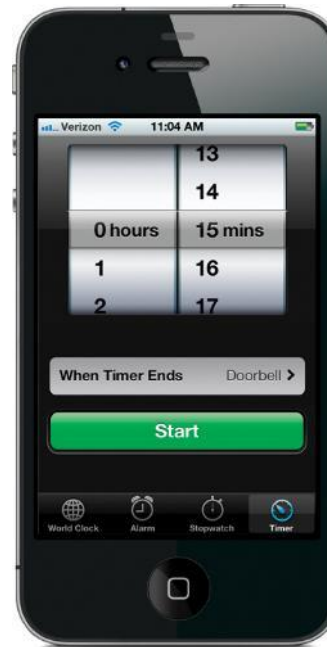 Verizon 11:04 AM
13
14
0 hours 15 mins
1 16
2 17
When Timer Ends Doorbell
Start
World Clock Alarm Stopwatch Timer